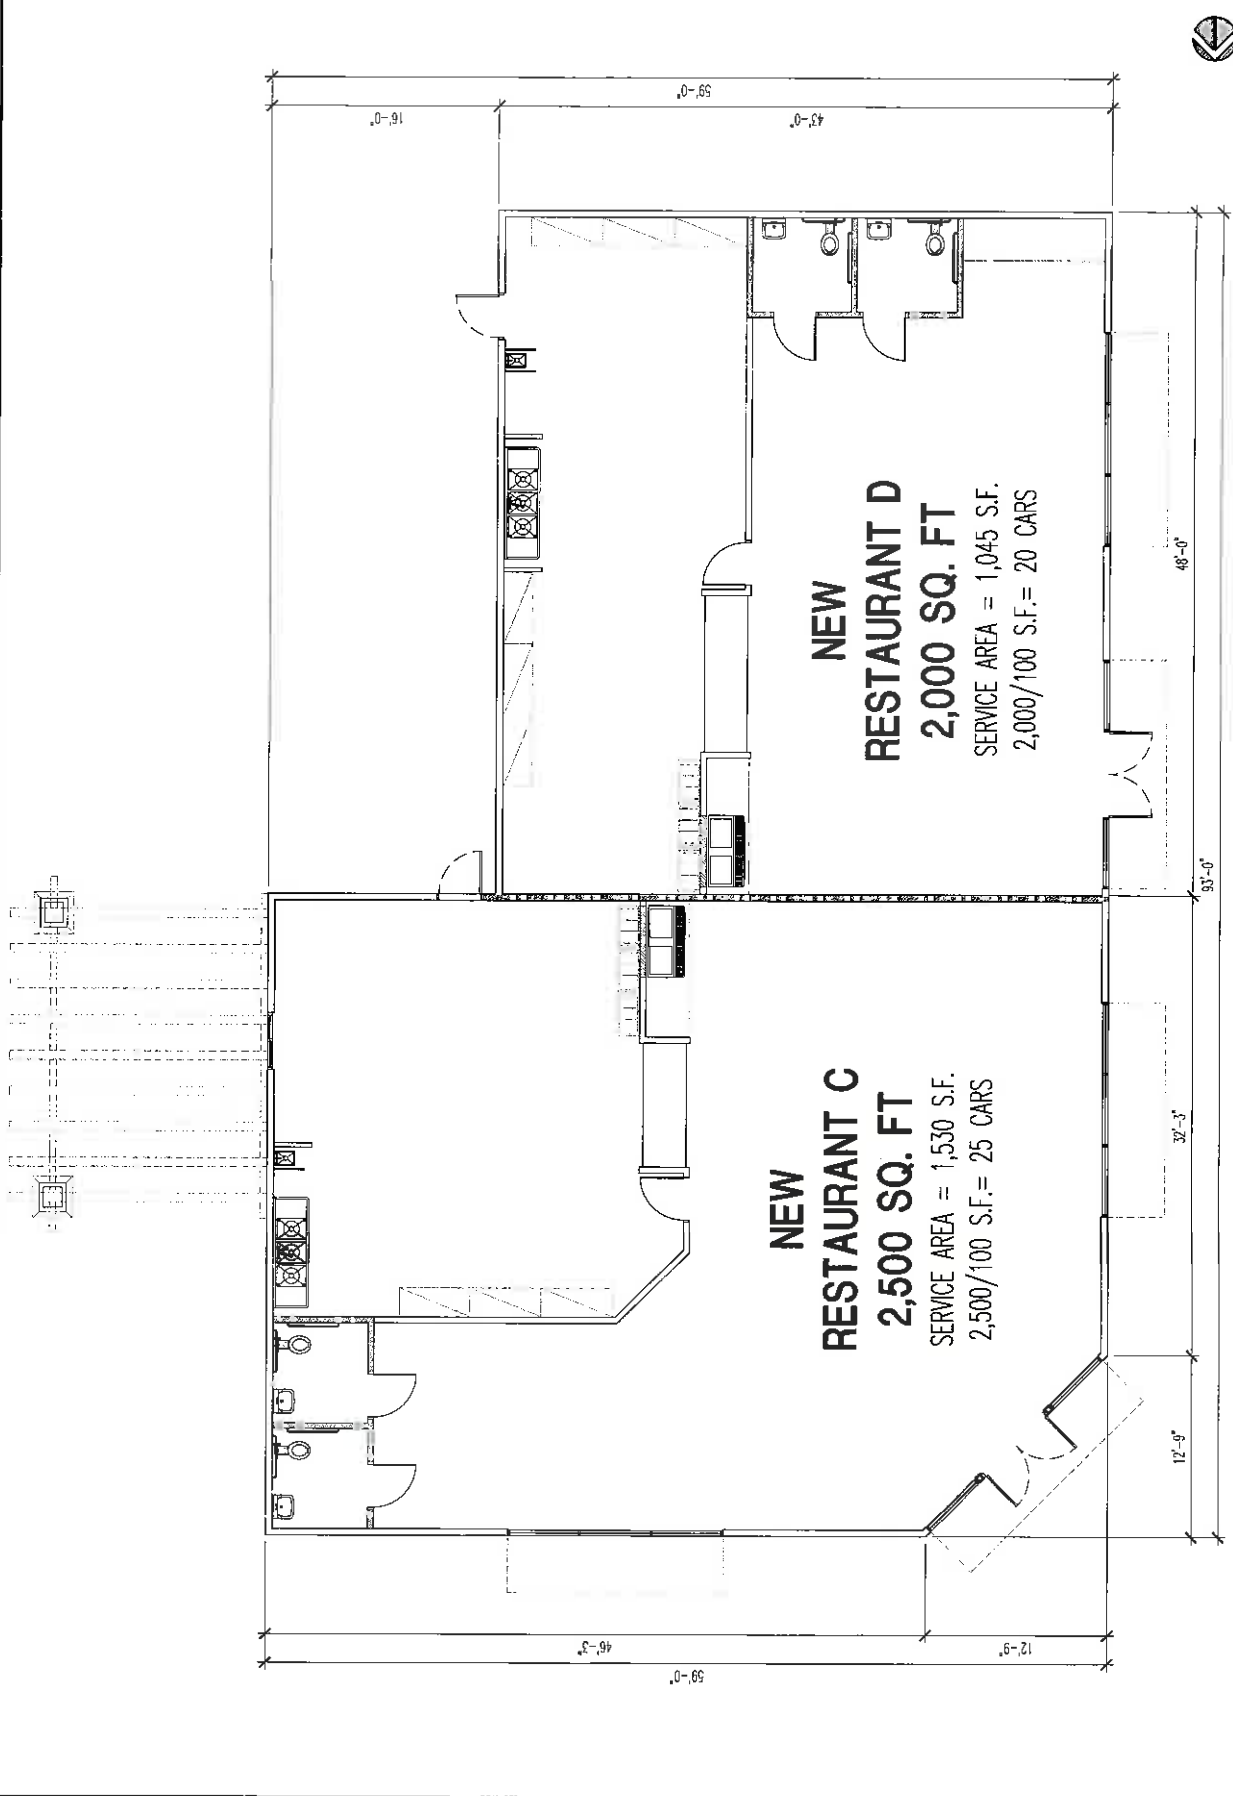 NEW
RESTAURANT C
2,500 SQ. FT
SERVICE AREA = 1,530 S.F.
2,500/100 S.F.= 25 CARS
NEW
RESTAURANT D
2,000 SQ. FT
SERVICE AREA = 1,045 S.F.
2,000/100 S.F.= 20 CARS
59'-0"
46'-3"
12'-9"
12'-9"
32'-3"
48'-0"
93'-0"
16'-0"
43'-0"
59'-0"